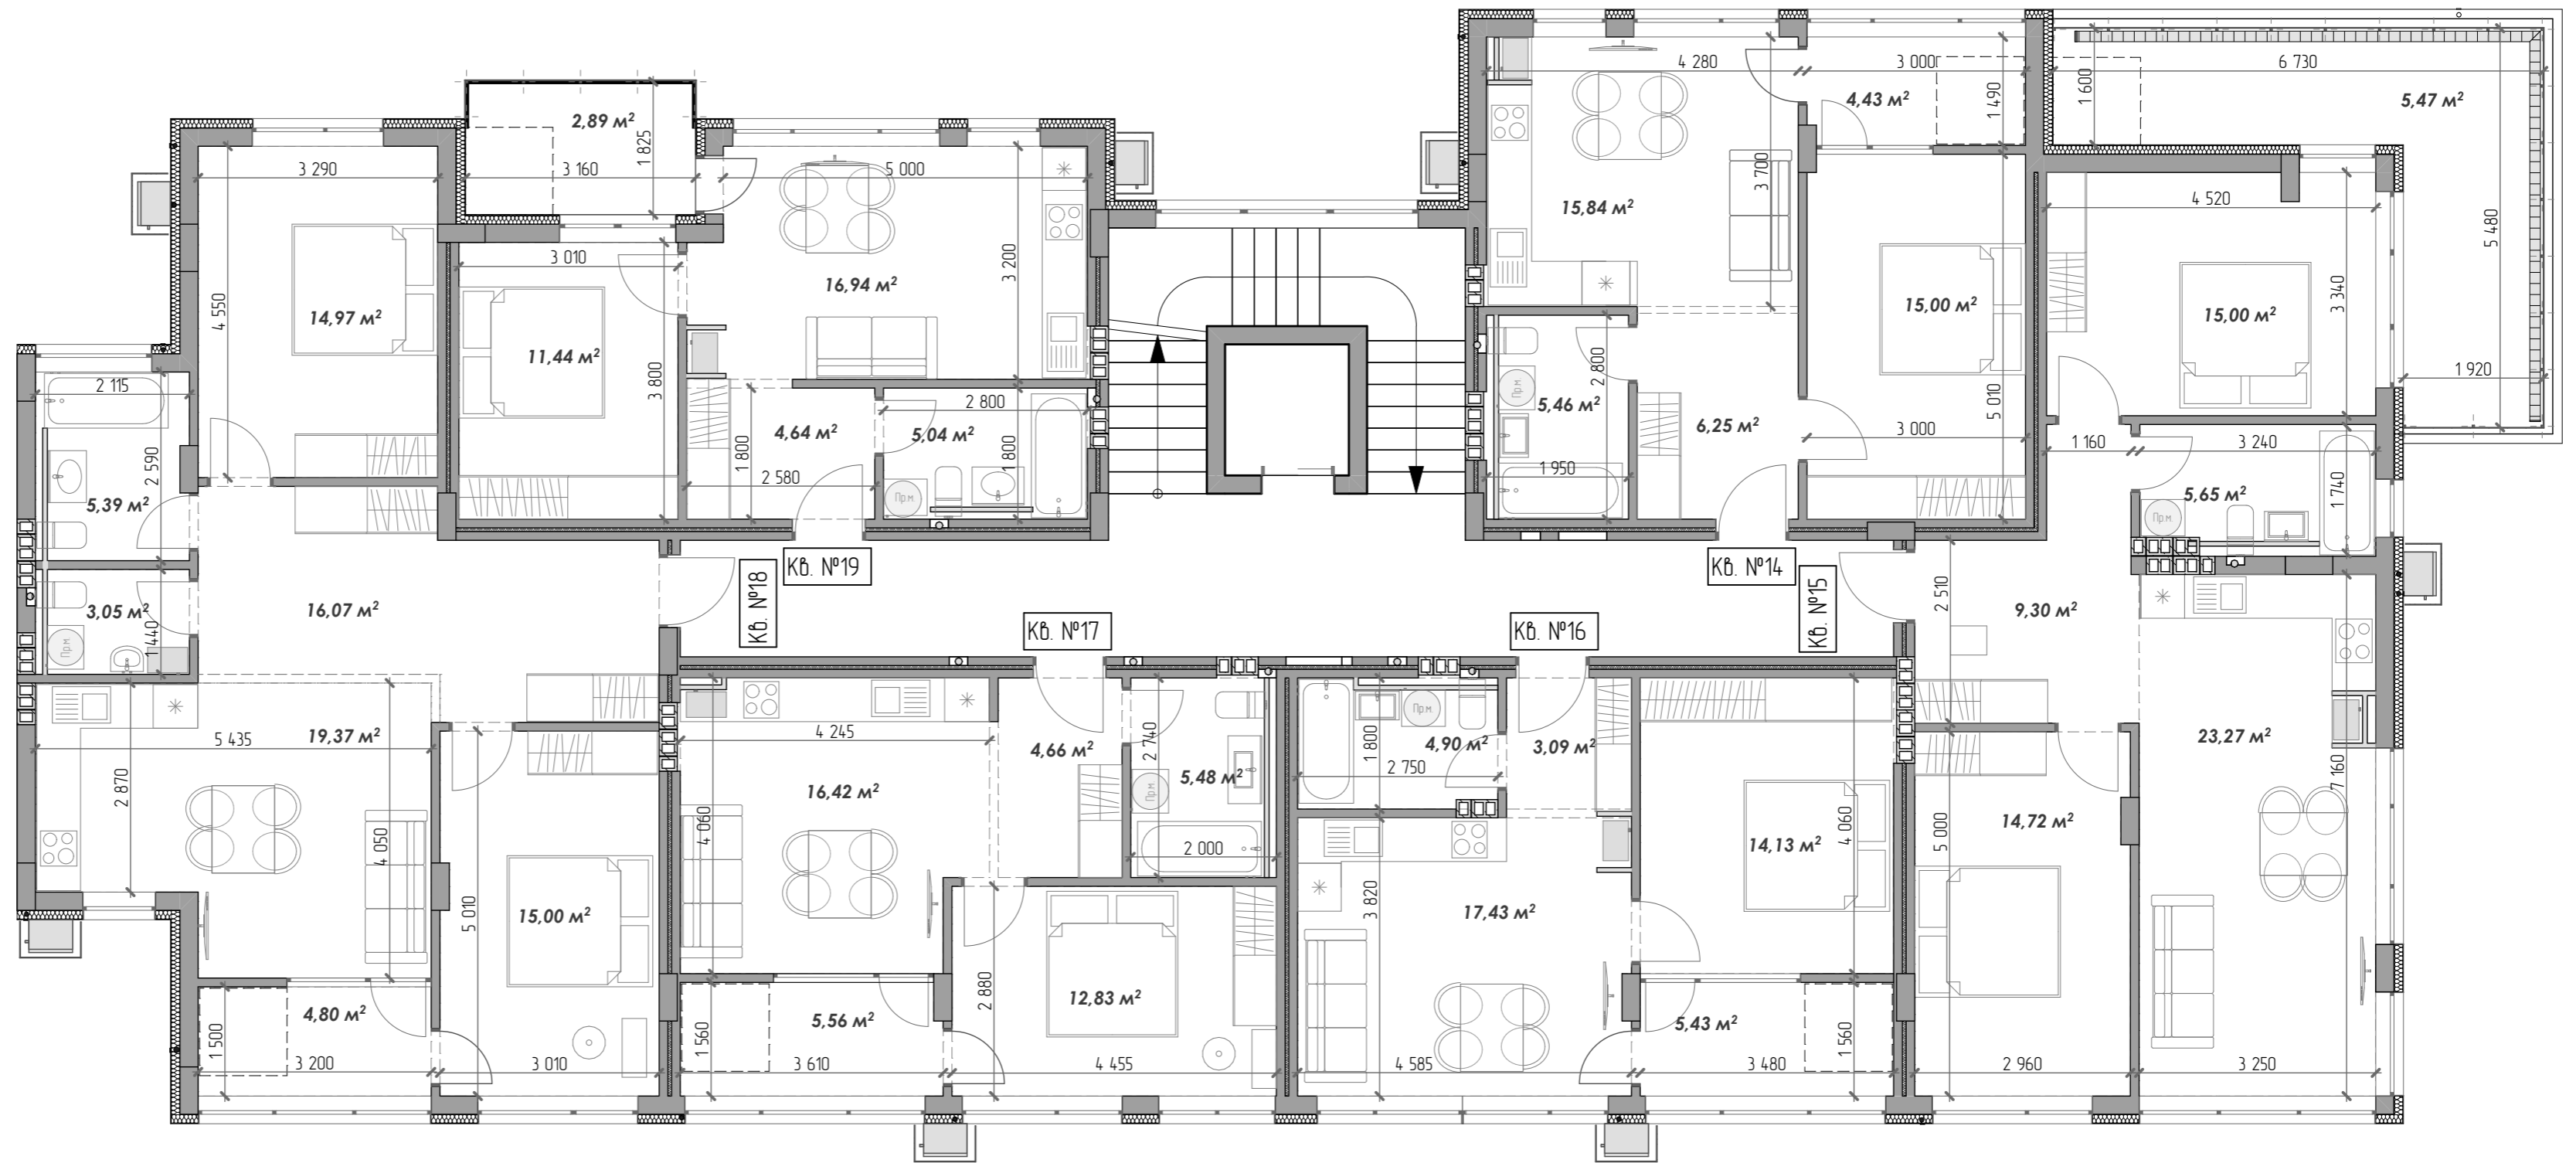 4 280
3 000
6 730
1 600
1 490
4,43 м²
5,47 м²
2,89 м²
1 825
3 290
3 160
5 000
3 700
15,84 м²
4 520
5 480
3 010
3 200
16,94 м²
4 550
14,97 м²
15,00 м²
15,00 м²
3 340
11,44 м²
3 800
2 800
1 920
2 115
2 800
5,46 м²
Пр.м.
5 010
4,64 м²
5,04 м²
1 800
1 800
6,25 м²
3 000
1 160
3 240
2 590
2 580
1 950
5,39 м²
Пр.м.
5,65 м²
1 740
Пр.м.
КВ. №18
КВ. №19
КВ. №14
КВ. №15
2 510
9,30 м²
3,05 м²
16,07 м²
1 440
Пр.м.
КВ. №17
КВ. №16
5 435
19,37 м²
4 245
4,66 м²
2 740
5,48 м²
Пр.м.
1 800
2 750
Пр.м.
4,90 м²
3,09 м²
23,27 м²
2 870
16,42 м²
7 160
4 050
4 060
2 000
14,13 м²
4 060
14,72 м²
5 000
5 010
15,00 м²
3 820
17,43 м²
2 880
12,83 м²
4,80 м²
5,56 м²
5,43 м²
1 500
1 560
1 560
3 200
3 010
3 610
4 455
4 585
3 480
2 960
3 250